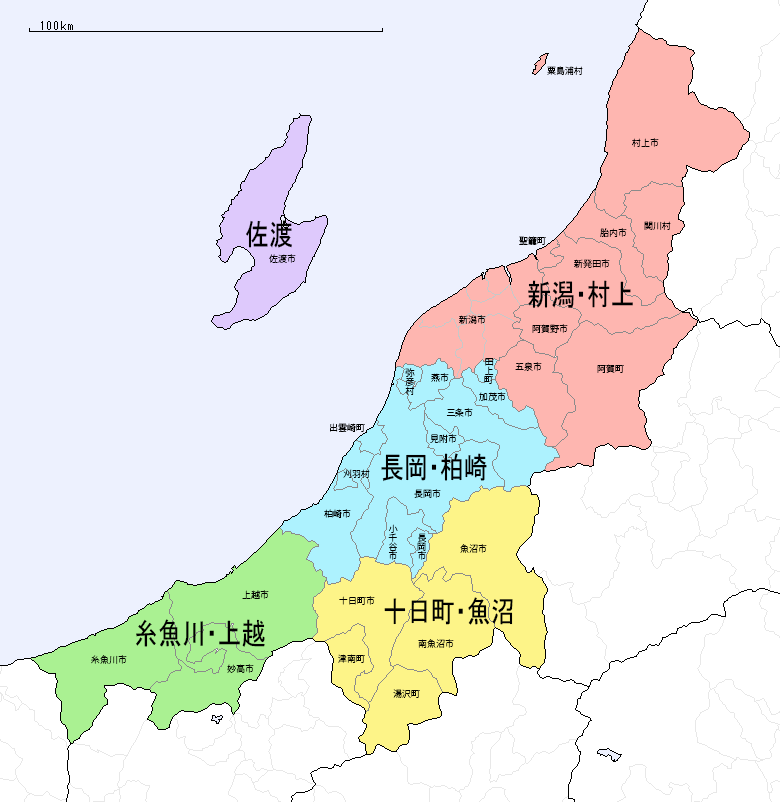 100km
粟島浦村
村上市
関川村
胎内市
聖籠町
佐渡
佐渡市
新発田市
新潟・村上
新潟市
阿賀野市
五泉市
阿賀町
田上町
弥彦村
燕市
加茂市
三条市
出雲崎町
見附市
長岡・柏崎
刈羽村
長岡市
柏崎市
小千谷市
長岡市
魚沼市
上越市
十日町市
十日町・魚沼
糸魚川・上越
南魚沼市
糸魚川市
津南町
妙高市
湯沢町